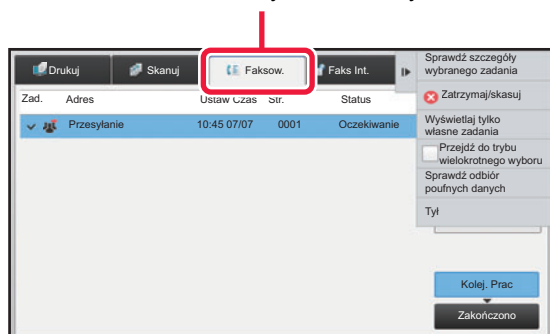 Drukuj
Skanuj
Faksow.
Faks Int.
Zad.
Adres
Ustaw Czas
Str.
Status
Przesyłanie
10:45 07/07
0001
Oczekiwanie
Sprawdź szczegóły
wybranego zadania
Zatrzymaj/skasuj
Wyświetlaj tylko
własne zadania
Przejdź do trybu
wielokrotnego wyboru
Sprawdź odbiór
poufnych danych
Tył
Kolej. Prac
Zakończono